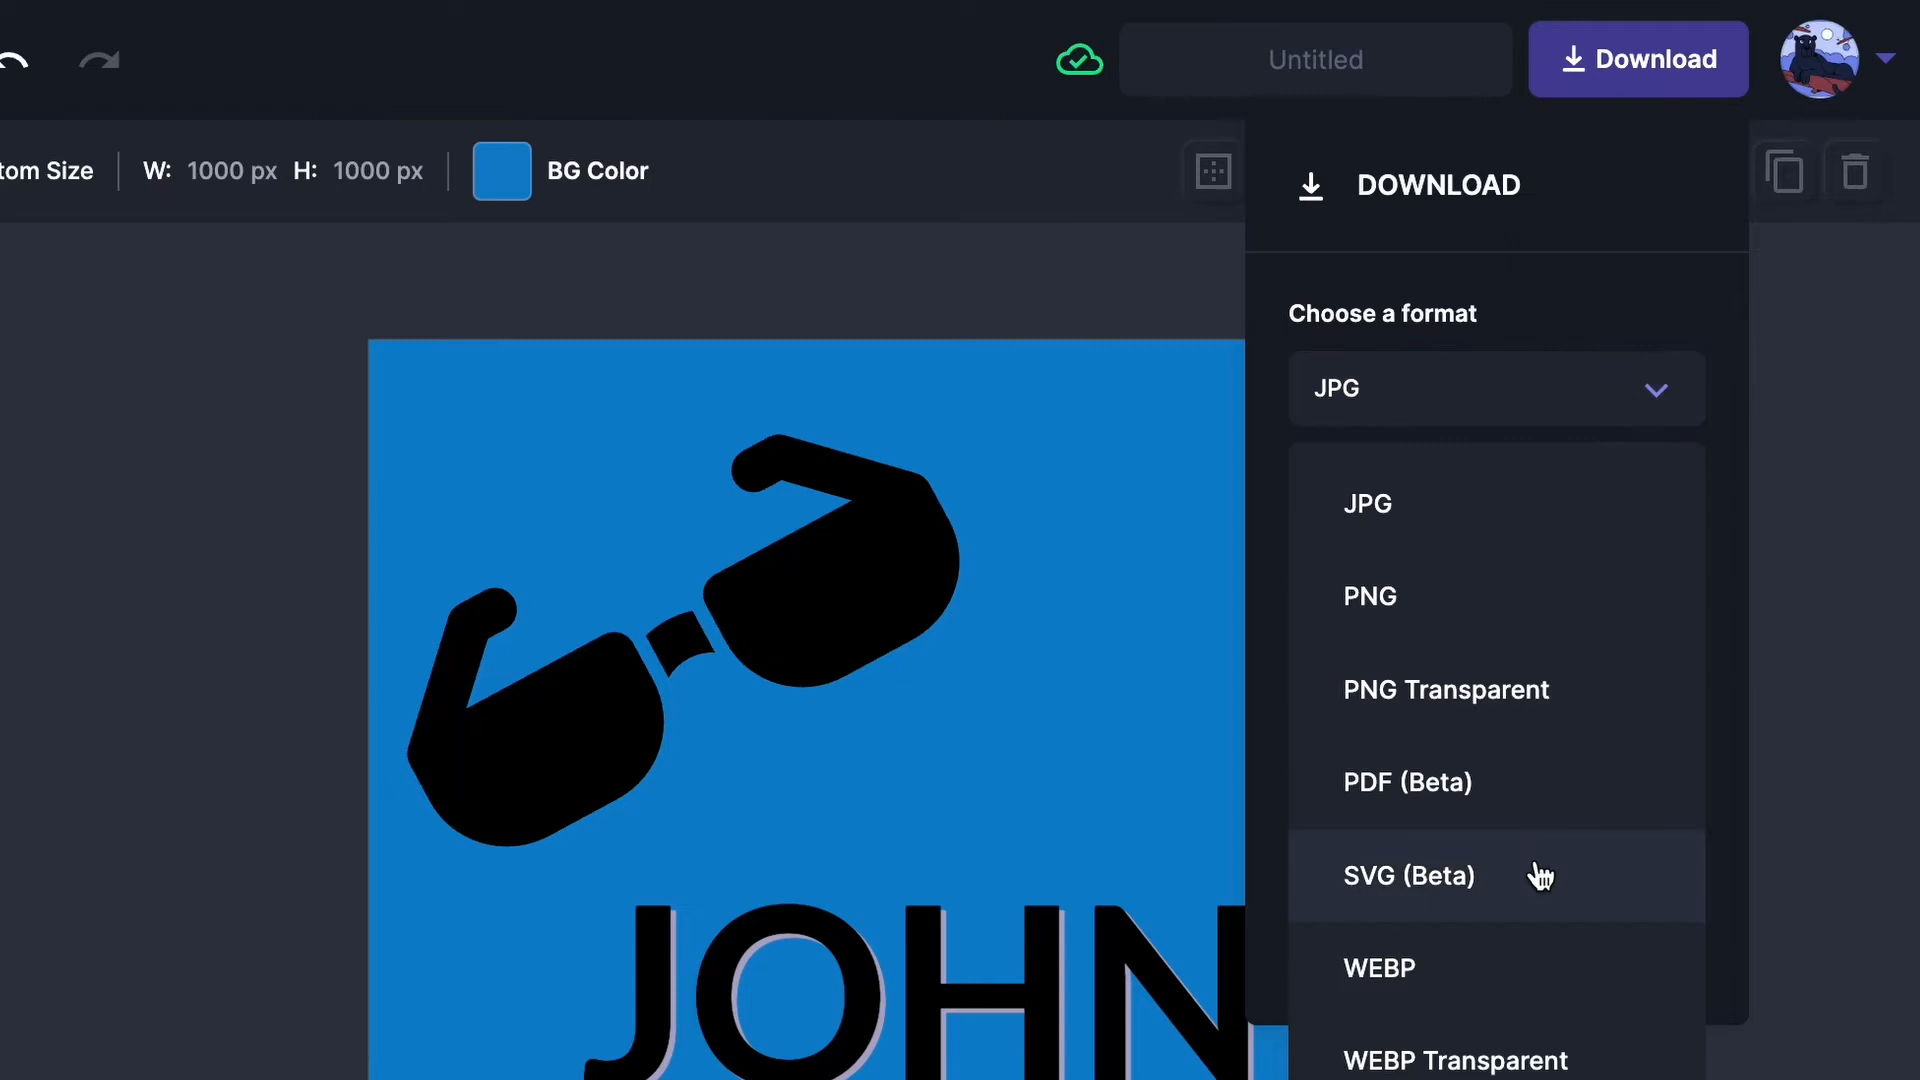 Untitled
Download
tom Size
W: 1000 px H: 1000 px
BG Color
DOWNLOAD
Choose a format
JPG
JPG
PNG
PNG Transparent
PDF (Beta)
SVG (Beta)
WEBP
WEBP Transparent
JOHN